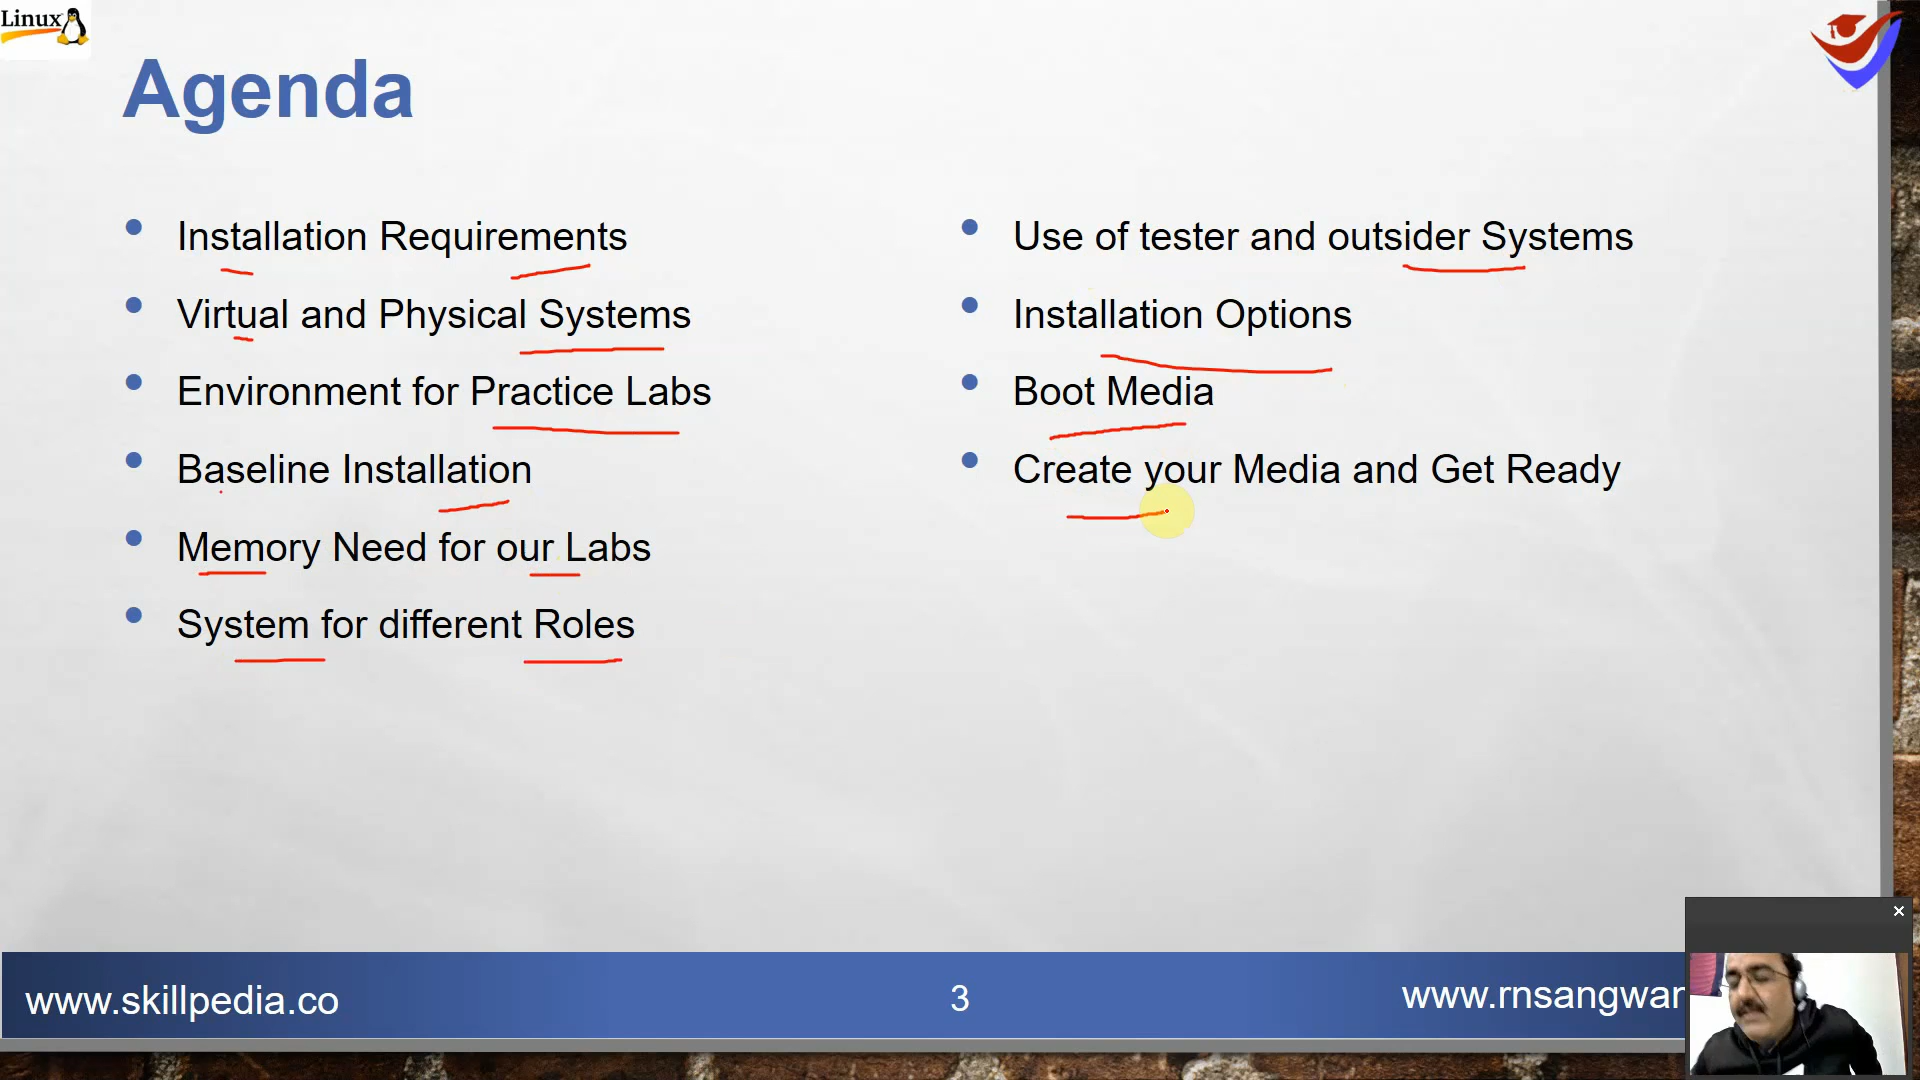 Linux
Agenda
Installation Requirements
Virtual and Physical Systems
Environment for Practice Labs
Baseline Installation
Memory Need for our Labs
System for different Roles
Use of tester and outsider Systems
Installation Options
Boot Media
Create your Media and Get Ready
www.skillpedia.co
3
www.rnsangwan